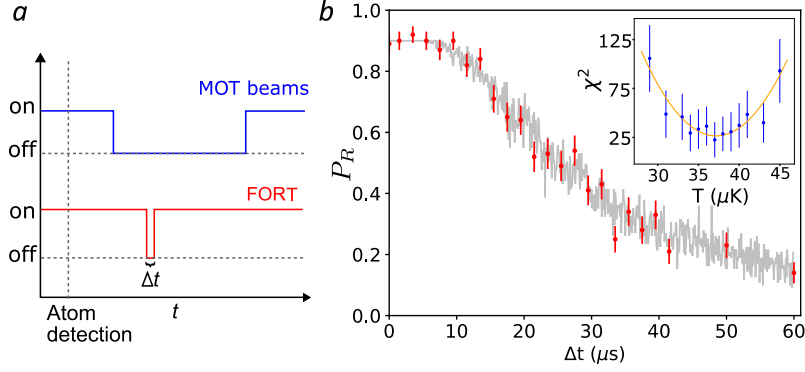 a
on
off
MOT beams
on
off
FORT
Δt
Atom
detection
t
b
1.0
0.8
0.6
0.4
0.2
0.0
P_R
0
10
20
30
40
50
60
Δt (μs)
125
75
25
χ²
30
35
40
45
T (μK)